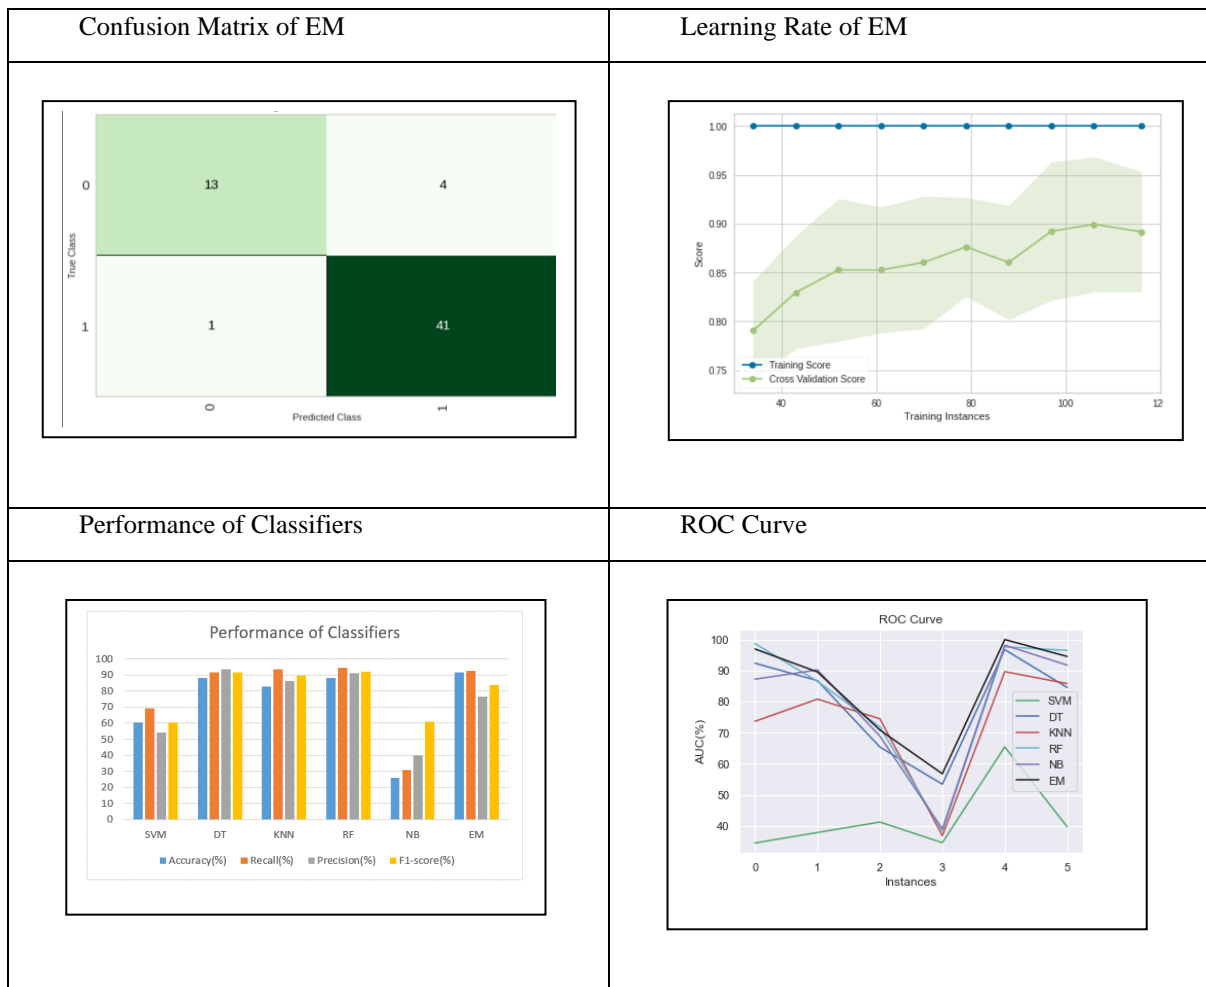 Confusion Matrix of EM
Learning Rate of EM
0
13
4
True Class
1
1
41
0
1
Predicted Class
1.00
0.95
0.90
Score
0.85
0.80
0.75
Training Score
Cross Validation Score
40
60
80
100
12
Training Instances
Performance of Classifiers
ROC Curve
Performance of Classifiers
100
90
80
70
60
50
40
30
20
10
0
SVM
DT
KNN
RF
NB
EM
Accuracy(%)
Recall(%)
Precision(%)
F1-score(%)
ROC Curve
100
90
80
70
60
50
40
AUC(%)
SVM
DT
KNN
RF
NB
EM
0
1
2
3
4
5
Instances